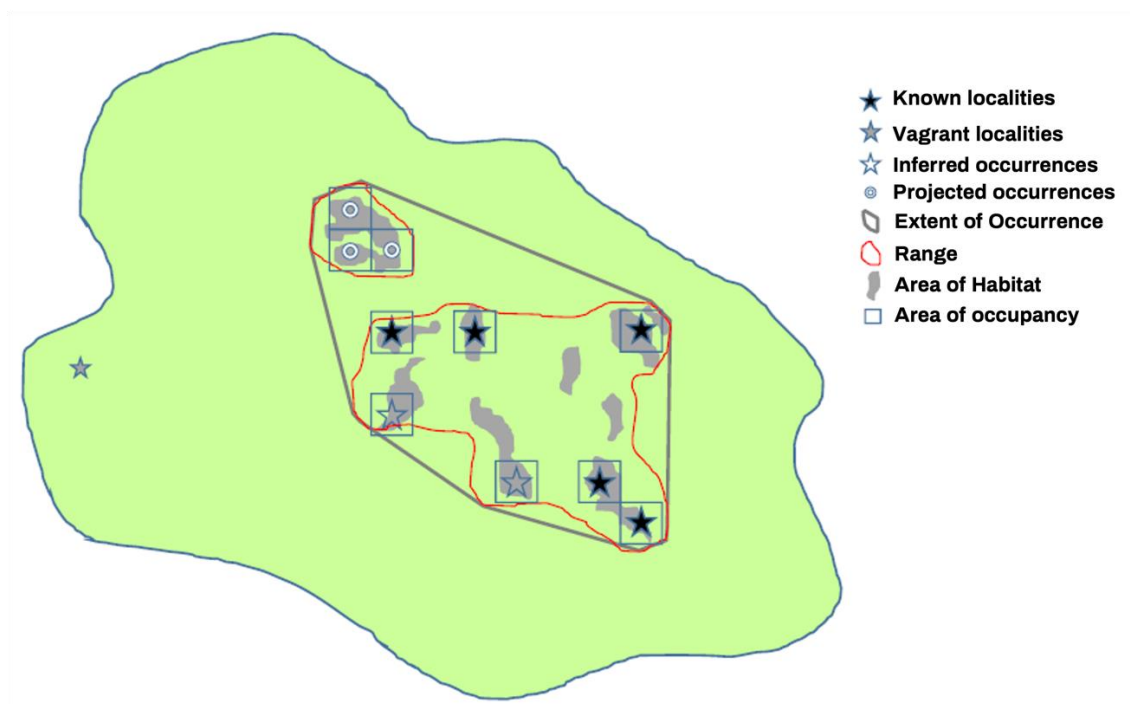 Known localities
Vagrant localities
Inferred occurrences
Projected occurrences
Extent of Occurrence
Range
Area of Habitat
Area of occupancy